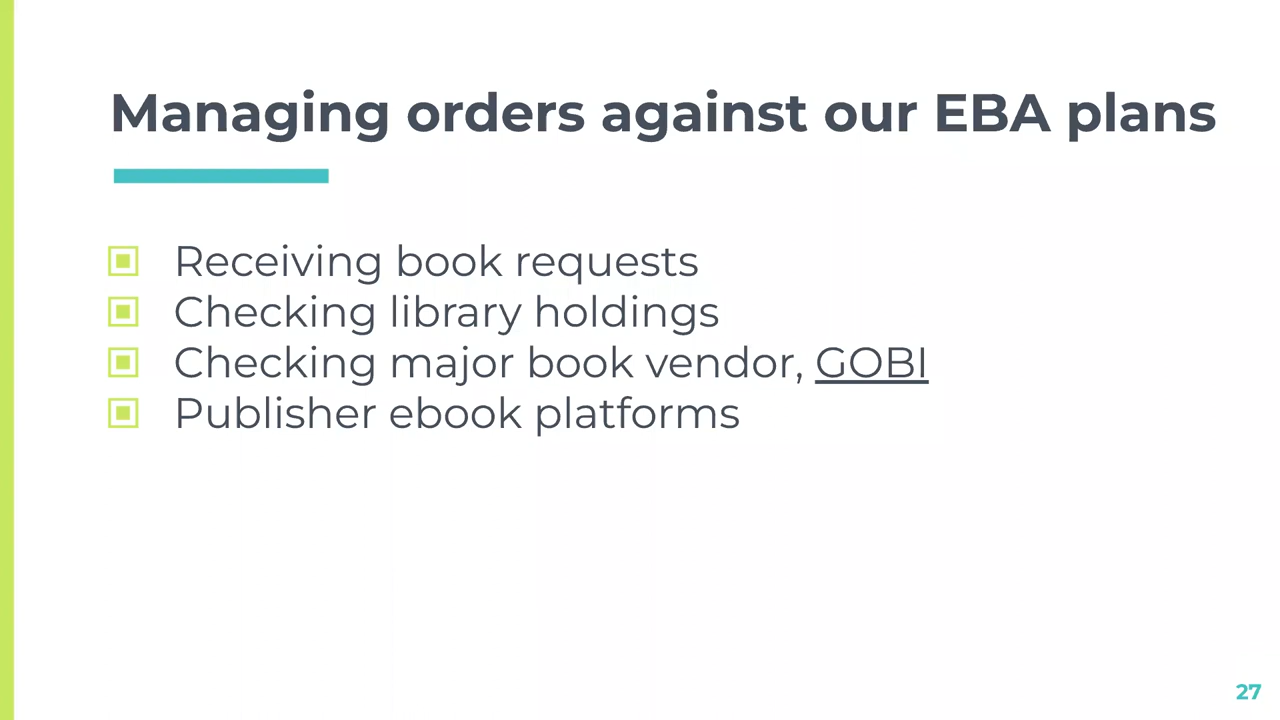 Managing orders against our EBA plans
Receiving book requests
Checking library holdings
Checking major book vendor, GOBI
Publisher ebook platforms
27